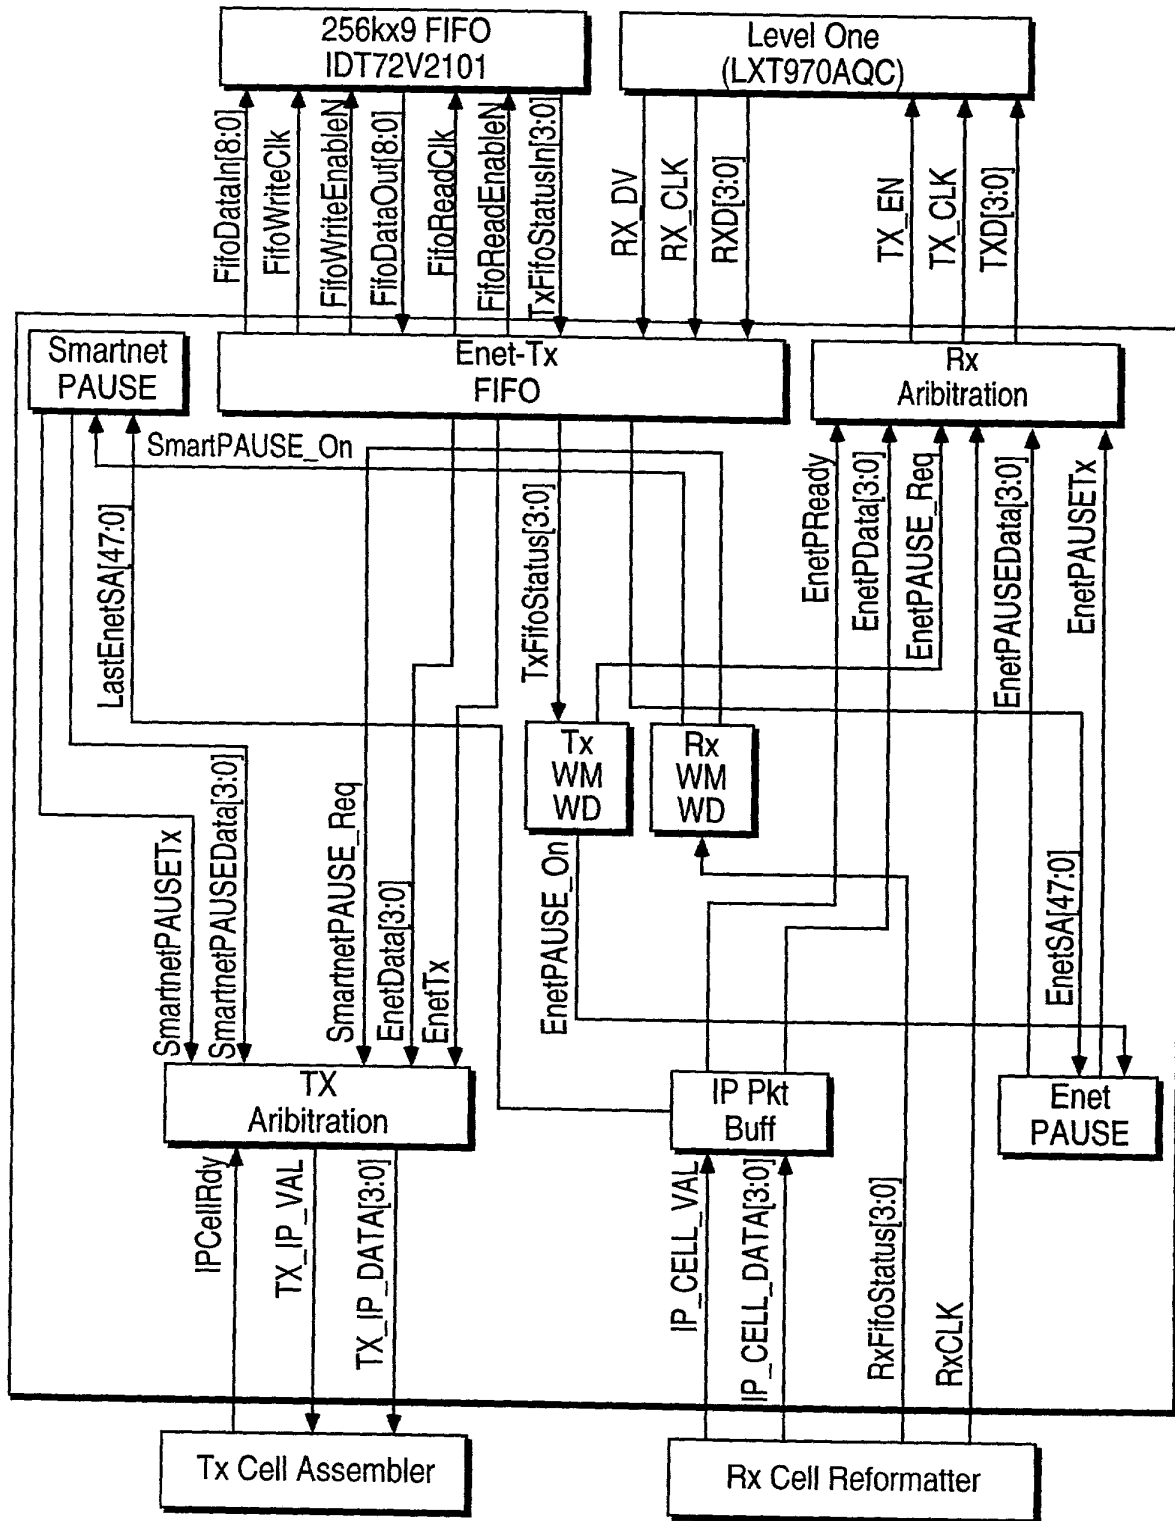 256kx9 FIFO
IDT72V2101
Level One
(LXT970AQC)
FifoDataIn[8:0]
FifoWriteClk
FifoWriteEnableN
FifoDataOut[8:0]
FifoReadClk
FifoReadEnableN
TxFifoStatusIn[3:0]
RX_DV
RX_CLK
RXD[3:0]
TX_EN
TX_CLK
TXD[3:0]
Smartnet
PAUSE
Enet-Tx
FIFO
Rx
Aribitration
SmartPAUSE_On
LastEnetSA[47:0]
TxFifoStatus[3:0]
EnetPReady
EnetPData[3:0]
EnetPAUSE_Req
EnetPAUSEData[3:0]
EnetPAUSETx
Tx
WM
WD
Rx
WM
WD
SmartnetPAUSETx
SmartnetPAUSEData[3:0]
SmartnetPAUSE_Req
EnetData[3:0]
EnetTx
EnetPAUSE_On
EnetSA[47:0]
TX
Aribitration
IP Pkt
Buff
Enet
PAUSE
IPCellRdy
TX_IP_VAL
TX_IP_DATA[3:0]
IP_CELL_VAL
IP_CELL_DATA[3:0]
RxFifoStatus[3:0]
RxCLK
Tx Cell Assembler
Rx Cell Reformatter